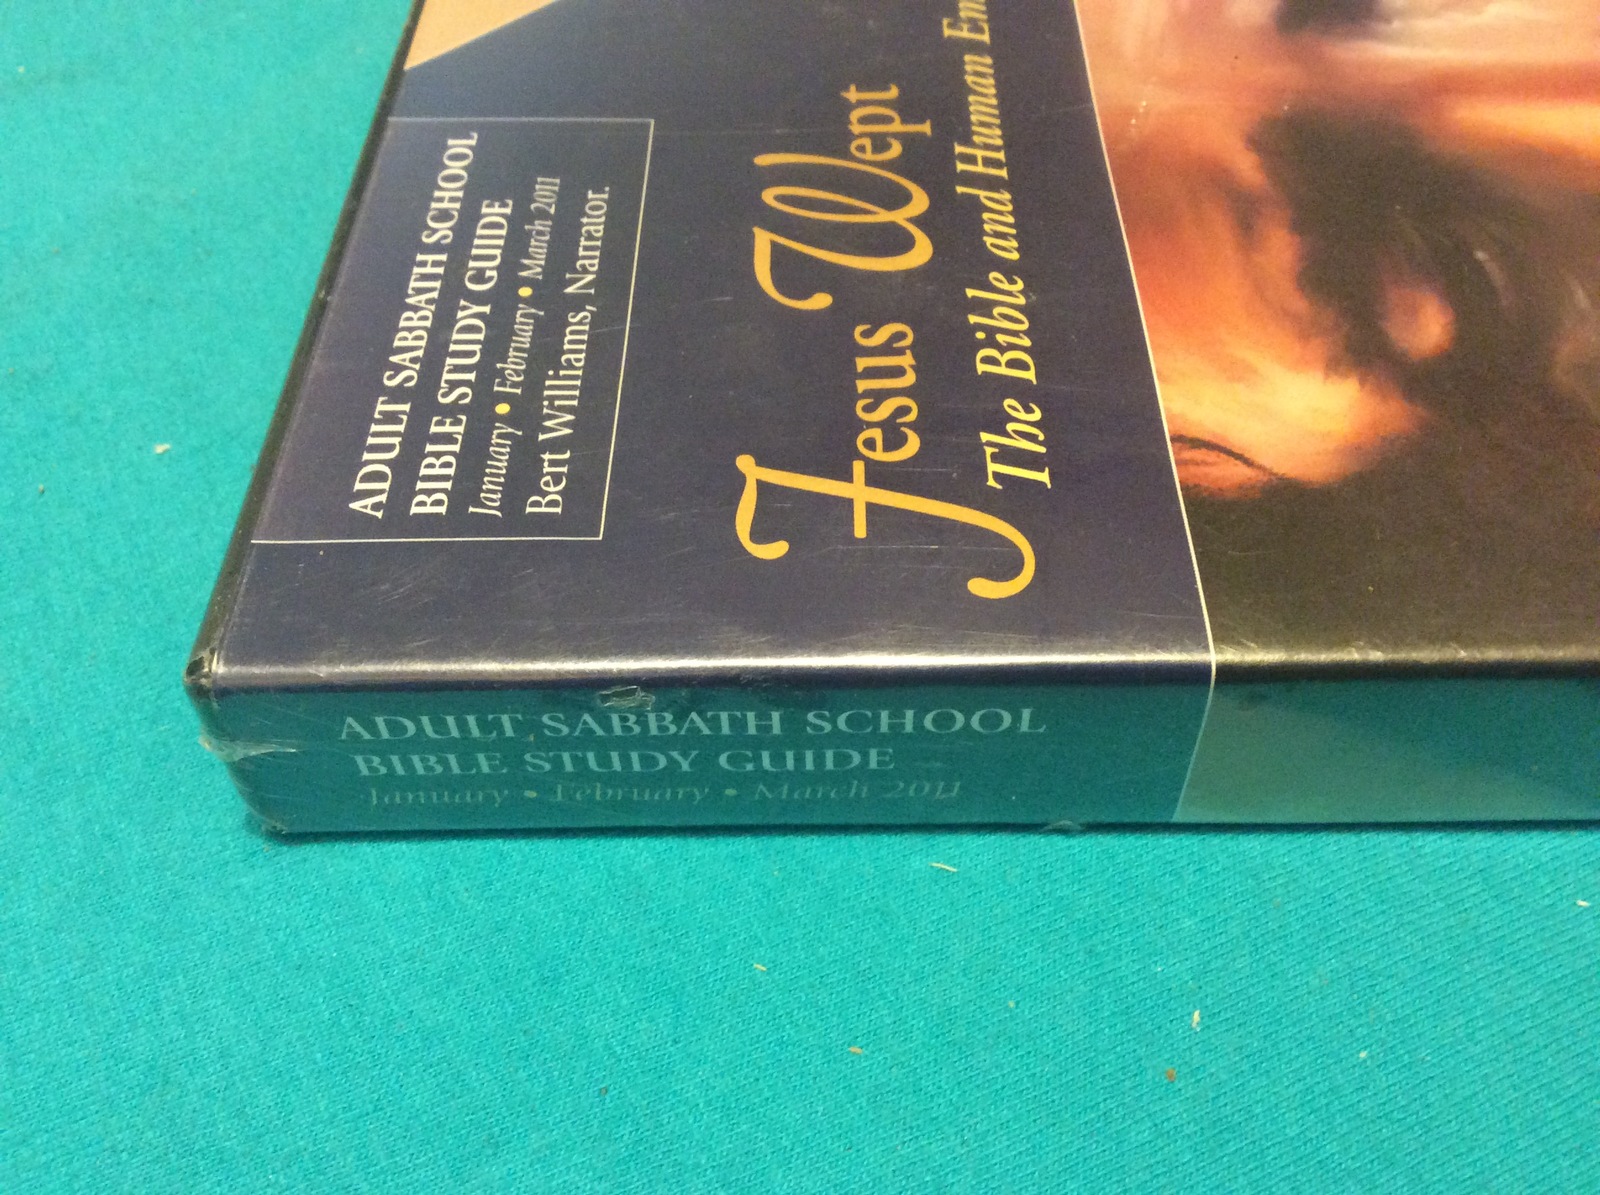 ADULT SABBATH SCHOOL
BIBLE STUDY GUIDE
January • February • March 2011
Bert Williams, Narrator.
Jesus Wept
The Bible and Human Em
ADULT SABBATH SCHOOL
BIBLE STUDY GUIDE
January • February • March 2011